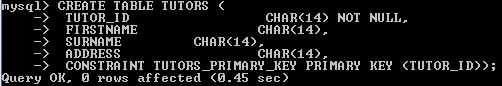 mysql> CREATE TABLE TUTORS (
    -> TUTOR_ID                 CHAR(14) NOT NULL,
    -> FIRSTNAME               CHAR(14),
    -> SURNAME         CHAR(14),
    -> ADDRESS                 CHAR(14),
    -> CONSTRAINT TUTORS_PRIMARY_KEY PRIMARY KEY (TUTOR_ID));
Query OK, 0 rows affected (0.45 sec)